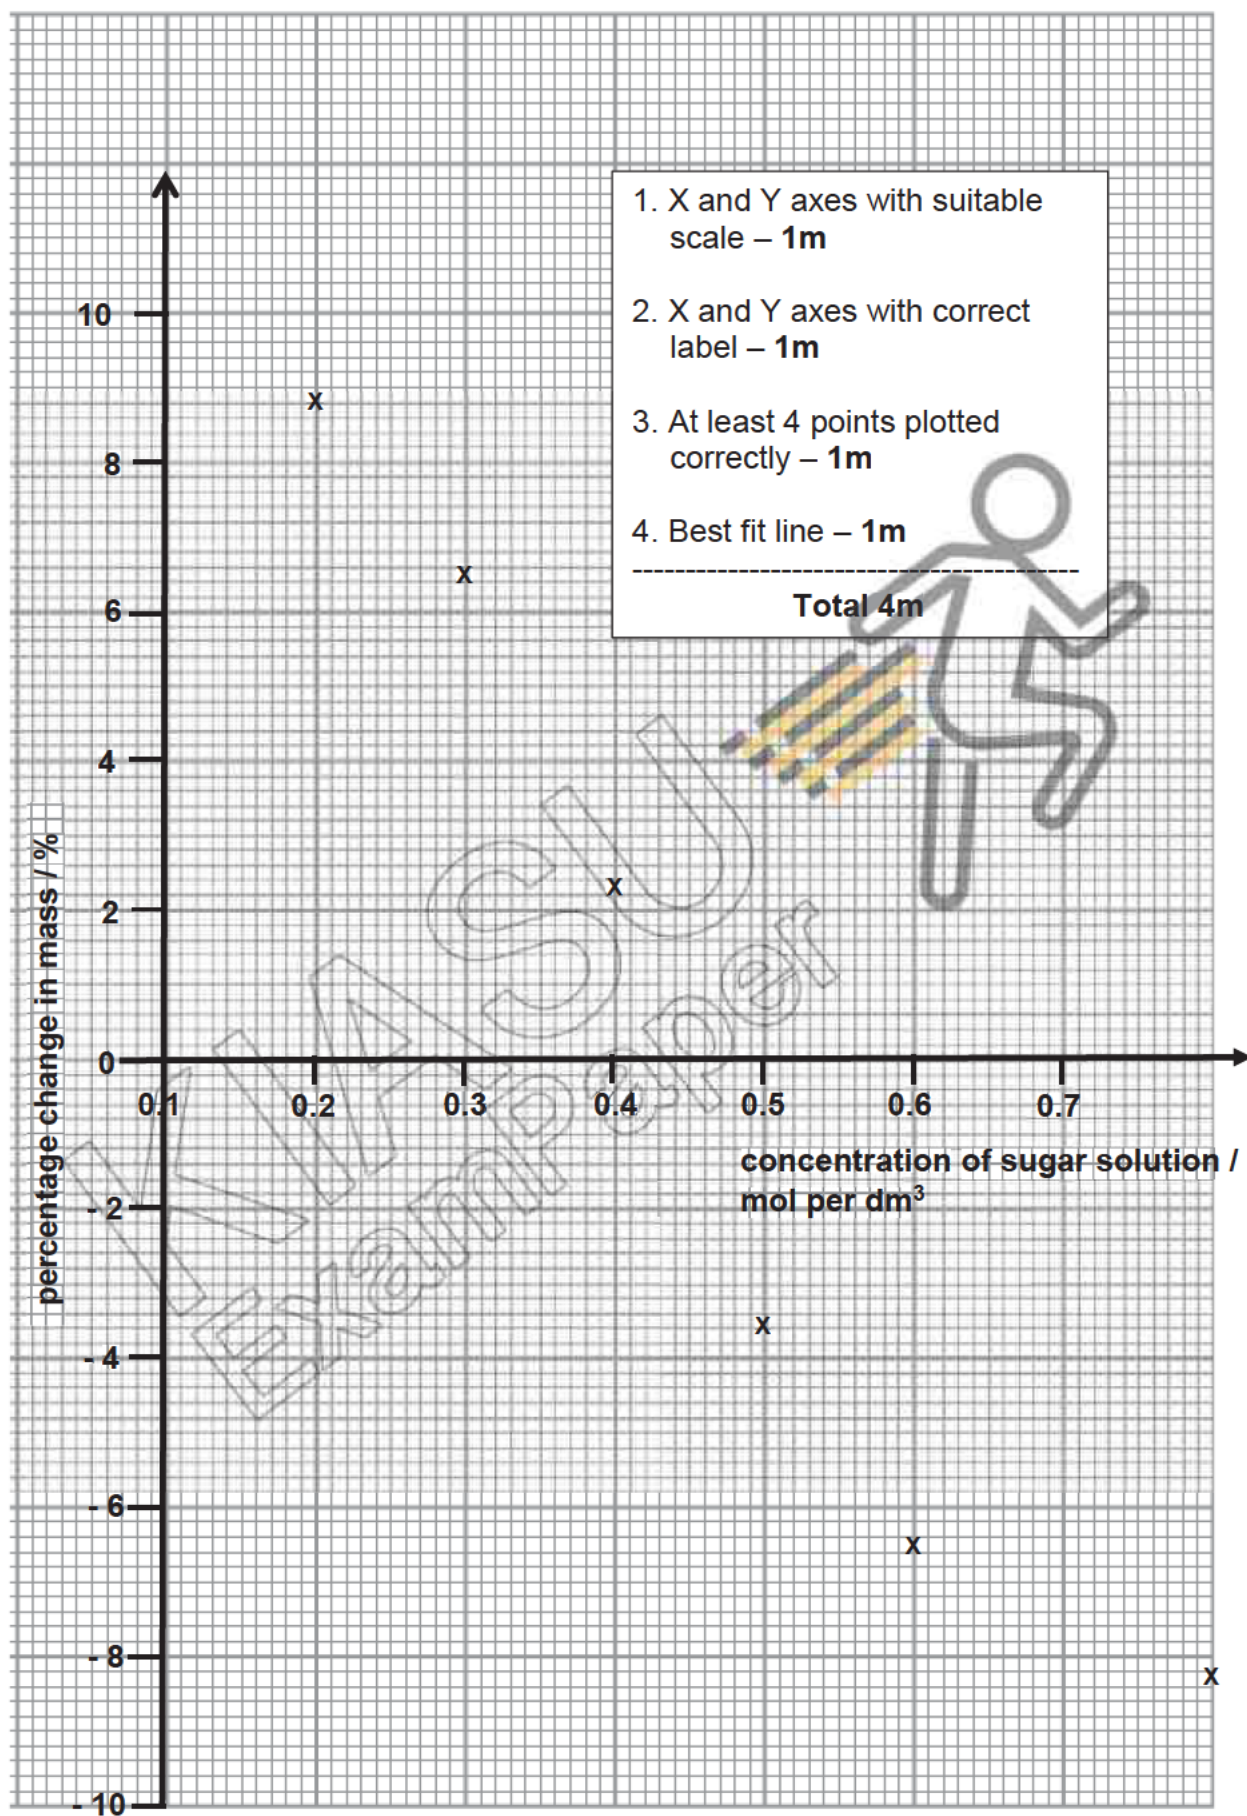 1. X and Y axes with suitable
scale – 1m
2. X and Y axes with correct
label – 1m
3. At least 4 points plotted
correctly – 1m
4. Best fit line – 1m
Total 4m
10
x
8
x
6
4
x
2
0
0.1 0.2 0.3 0.4 0.5 0.6 0.7
percentage change in mass / %
concentration of sugar solution /
mol per dm³
- 2
x
- 4
- 6
x
- 8
x
- 10
KIASU
ExamPaper